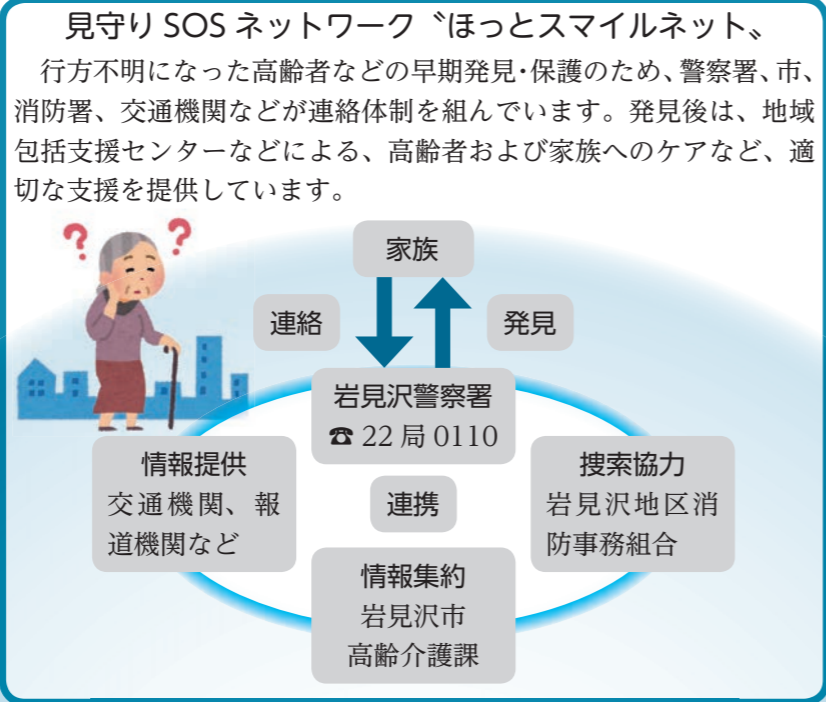 見守り SOS ネットワーク〝ほっとスマイルネット〟
行方不明になった高齢者などの早期発見･保護のため、警察署、市、
消防署、交通機関などが連絡体制を組んでいます。発見後は、地域
包括支援センターなどによる、高齢者および家族へのケアなど、適
切な支援を提供しています。
? ?
家族
連絡
発見
岩見沢警察署
☎ 22 局 0110
情報提供
交通機関、報
道機関など
連携
捜索協力
岩見沢地区消
防事務組合
情報集約
岩見沢市
高齢介護課